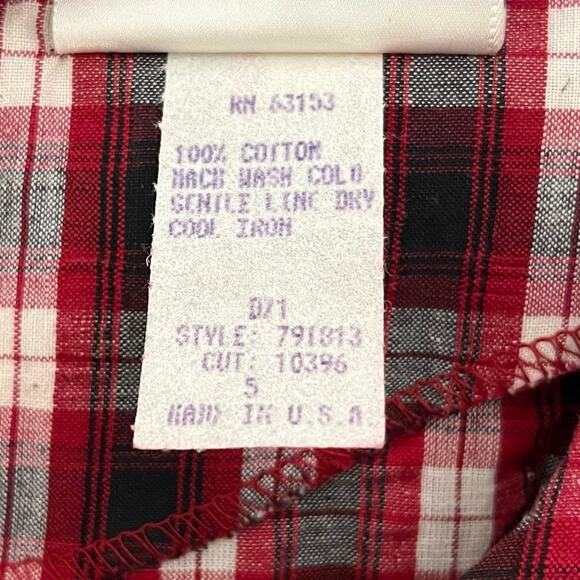 RN 63153
100% COTTON
MACH WASH COLD
GENTLE LINE DRY
COOL IRON
D/1
STYLE: 791813
CUT: 10396
5
MADE IN U.S.A